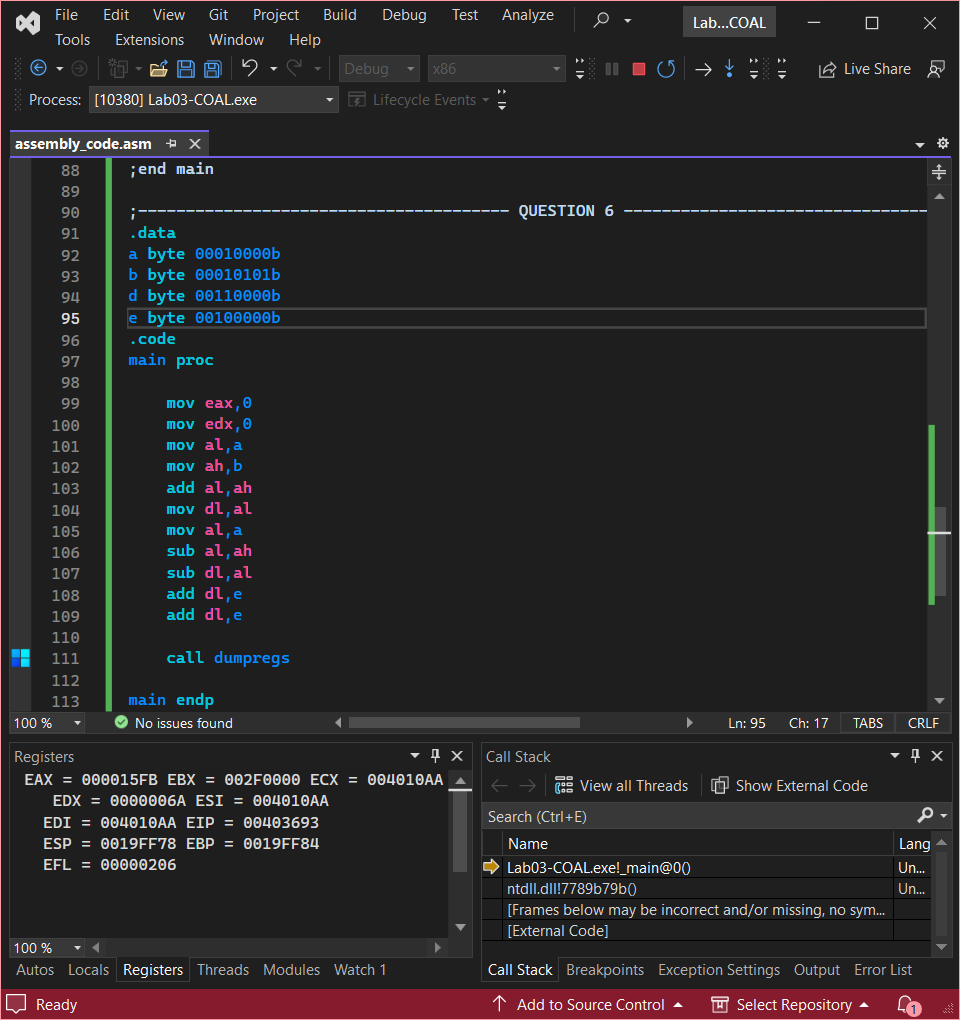 File Edit View Git Project Build Debug Test Analyze Lab...COAL
Tools Extensions Window Help
Debug x86 Live Share
Process: [10380] Lab03-COAL.exe Lifecycle Events
assembly_code.asm
88 ;end main
89
90 ;--------------------------------------- QUESTION 6 --------------------------------
91 .data
92 a byte 00010000b
93 b byte 00010101b
94 d byte 00110000b
95 e byte 00100000b
96 .code
97 main proc
98
99 mov eax,0
100 mov edx,0
101 mov al,a
102 mov ah,b
103 add al,ah
104 mov dl,al
105 mov al,a
106 sub al,ah
107 sub dl,al
108 add dl,e
109 add dl,e
110
111 call dumpregs
112
113 main endp
100 % No issues found Ln: 95 Ch: 17 TABS CRLF
Registers
EAX = 000015FB EBX = 002F0000 ECX = 004010AA
EDX = 0000006A ESI = 004010AA
EDI = 004010AA EIP = 00403693
ESP = 0019FF78 EBP = 0019FF84
EFL = 00000206
100 %
Autos Locals Registers Threads Modules Watch 1
Call Stack
View all Threads Show External Code
Search (Ctrl+E)
Name Lang
Lab03-COAL.exe!_main@0() Un...
ntdll.dll!7789b79b() Un...
[Frames below may be incorrect and/or missing, no sym...
[External Code]
Call Stack Breakpoints Exception Settings Output Error List
Ready Add to Source Control Select Repository 1